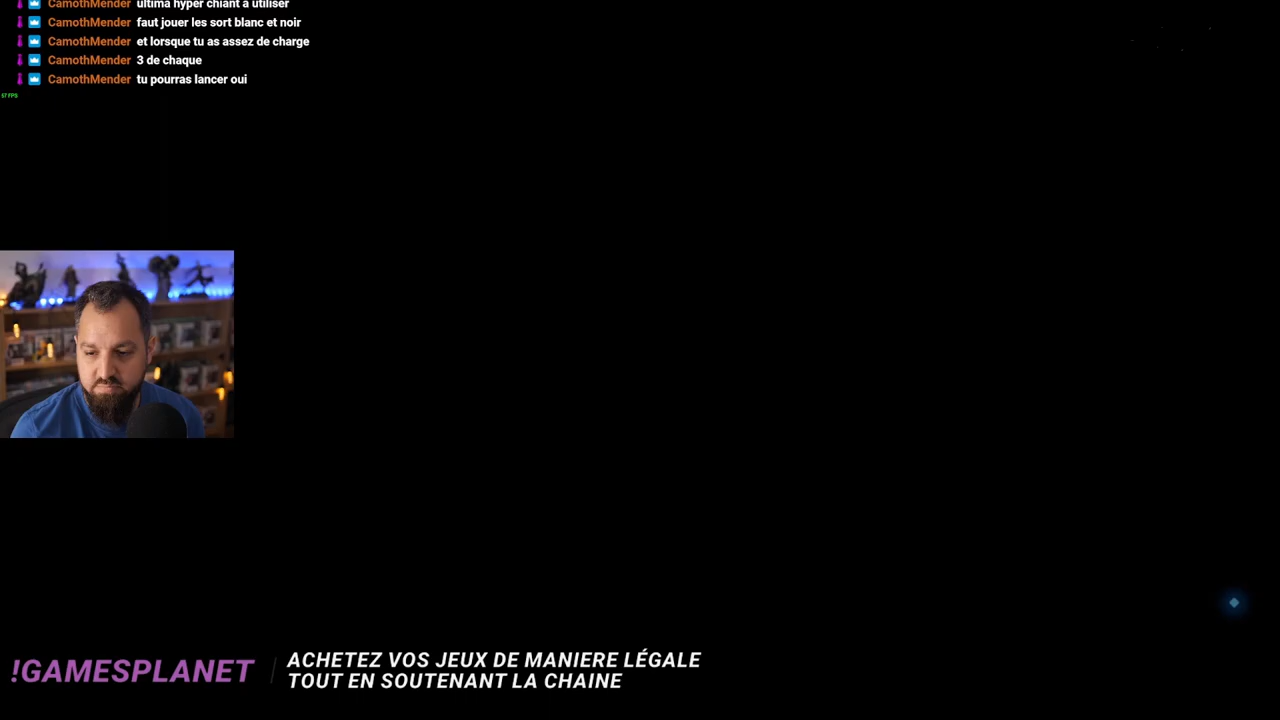 CamothMender ultima hyper chiant a utiliser
CamothMender faut jouer les sort blanc et noir
CamothMender et lorsque tu as assez de charge
CamothMender 3 de chaque
CamothMender tu pourras lancer oui
57 FPS
!GAMESPLANET
ACHETEZ VOS JEUX DE MANIERE LÉGALE
TOUT EN SOUTENANT LA CHAINE